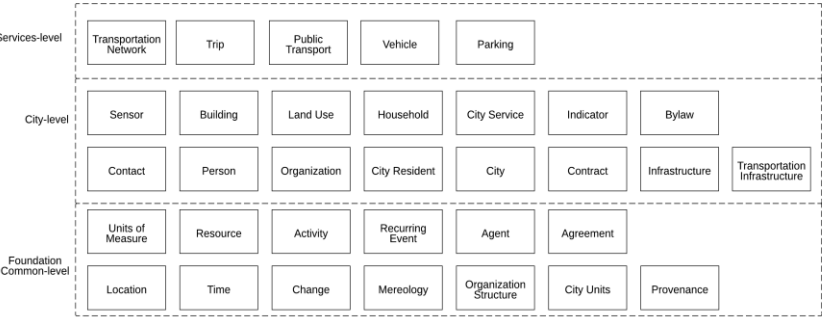 Services-level
Transportation
Network
Trip
Public
Transport
Vehicle
Parking
City-level
Sensor
Building
Land Use
Household
City Service
Indicator
Bylaw
Contact
Person
Organization
City Resident
City
Contract
Infrastructure
Transportation
Infrastructure
Foundation
Common-level
Units of
Measure
Resource
Activity
Recurring
Event
Agent
Agreement
Location
Time
Change
Mereology
Organization
Structure
City Units
Provenance